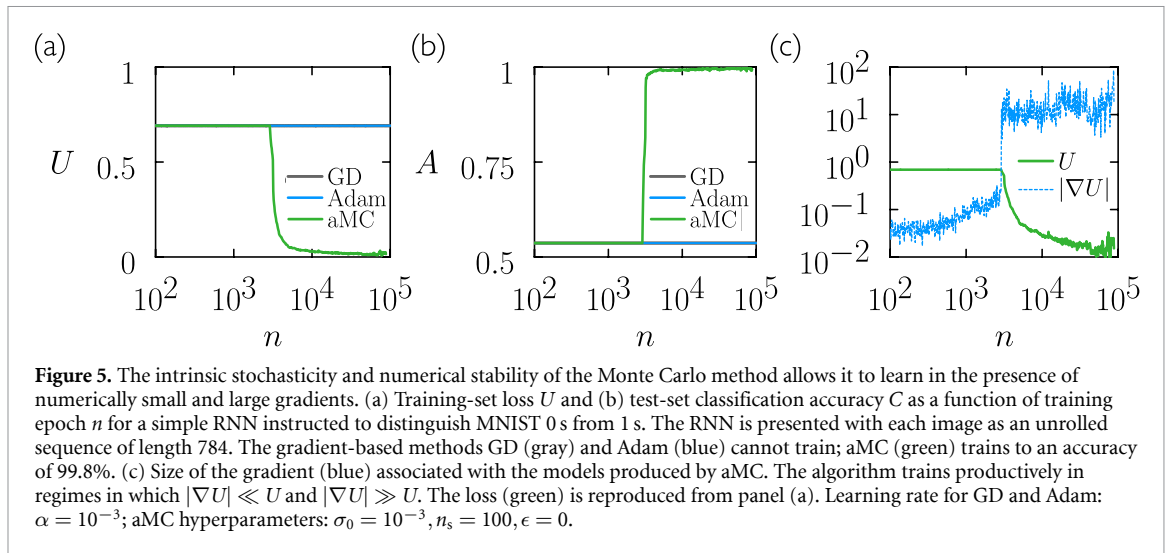 (a)
1
U
0.5
0
GD
Adam
aMC
10^2
10^3
10^4
10^5
n
(b)
1
A
0.75
0.5
GD
Adam
aMC
10^2
10^3
10^4
10^5
n
(c)
10^2
10^1
10^0
10^-1
10^-2
U
|∇U|
10^2
10^3
10^4
10^5
n
Figure 5. The intrinsic stochasticity and numerical stability of the Monte Carlo method allows it to learn in the presence of
numerically small and large gradients. (a) Training-set loss U and (b) test-set classification accuracy C as a function of training
epoch n for a simple RNN instructed to distinguish MNIST 0 s from 1 s. The RNN is presented with each image as an unrolled
sequence of length 784. The gradient-based methods GD (gray) and Adam (blue) cannot train; aMC (green) trains to an accuracy
of 99.8%. (c) Size of the gradient (blue) associated with the models produced by aMC. The algorithm trains productively in
regimes in which |∇U| ≪ U and |∇U| ≫ U. The loss (green) is reproduced from panel (a). Learning rate for GD and Adam:
α = 10^-3; aMC hyperparameters: σ₀ = 10^-3, nₛ = 100, ϵ = 0.